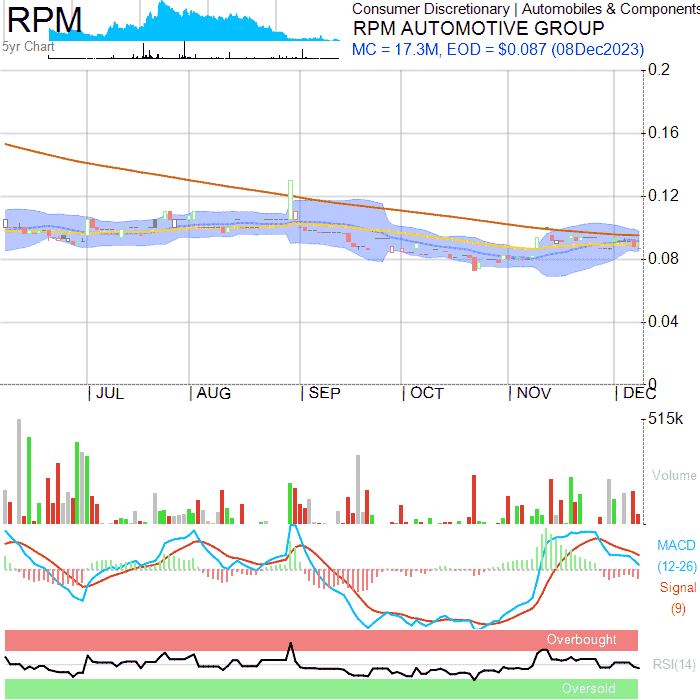 RPM
5yr Chart
Consumer Discretionary | Automobiles & Components
RPM AUTOMOTIVE GROUP
MC = 17.3M, EOD = $0.087 (08Dec2023)
0.2
0.16
0.12
0.08
0.04
0
JUL
AUG
SEP
OCT
NOV
DEC
515k
Volume
MACD
(12-26)
Signal
(9)
Overbought
RSI(14)
Oversold